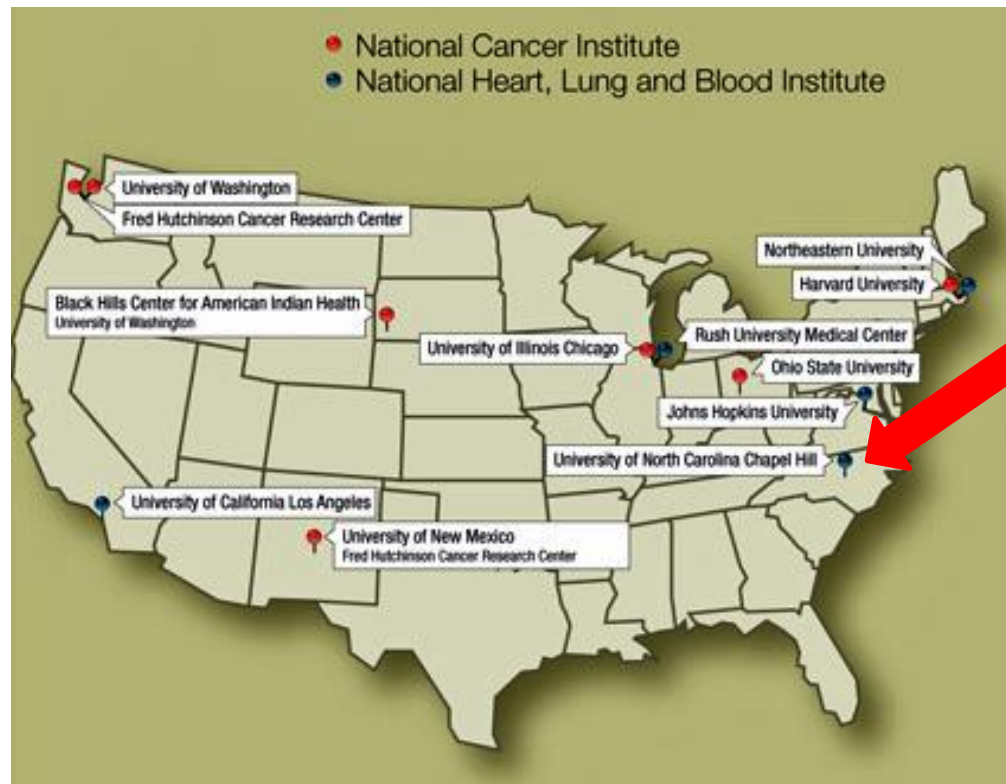 National Cancer Institute
National Heart, Lung and Blood Institute
University of Washington
Fred Hutchinson Cancer Research Center
Northeastern University
Harvard University
Black Hills Center for American Indian Health
University of Washington
Rush University Medical Center
University of Illinois Chicago
Ohio State University
Johns Hopkins University
University of North Carolina Chapel Hill
University of California Los Angeles
University of New Mexico
Fred Hutchinson Cancer Research Center